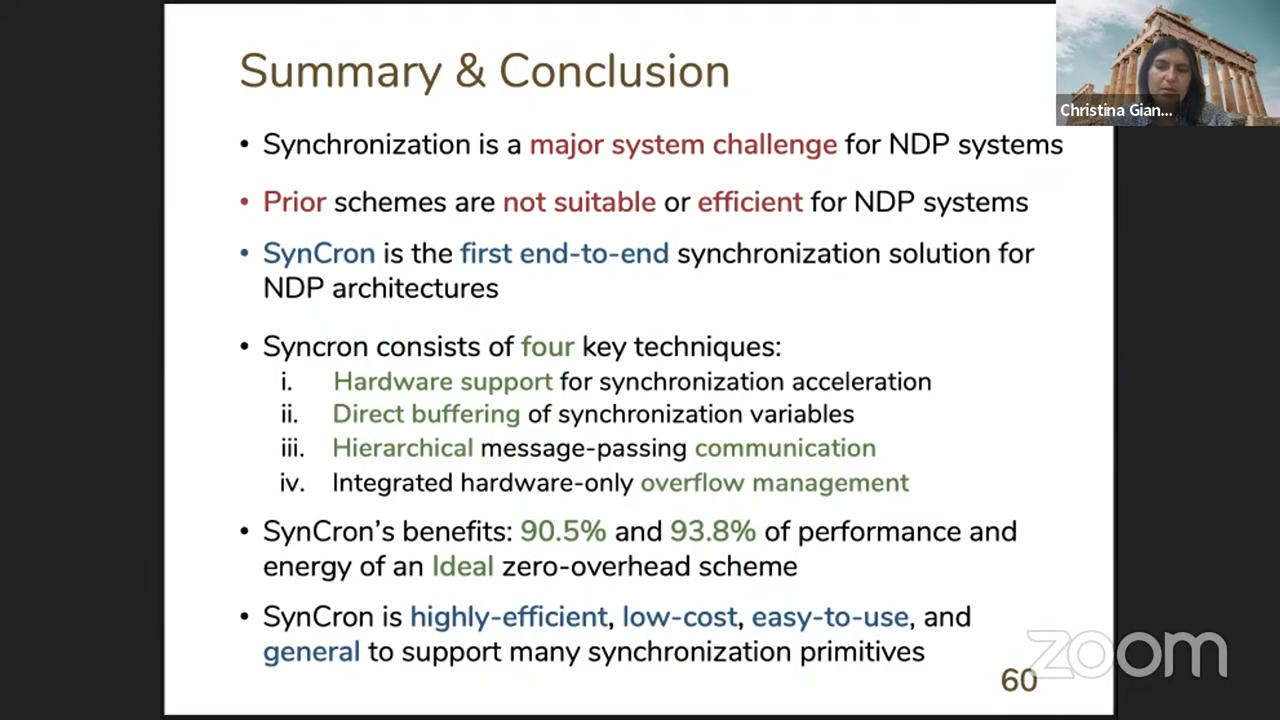 Summary & Conclusion
Christina Gian...
• Synchronization is a major system challenge for NDP systems
• Prior schemes are not suitable or efficient for NDP systems
• SynCron is the first end-to-end synchronization solution for
NDP architectures
• Syncron consists of four key techniques:
i. Hardware support for synchronization acceleration
ii. Direct buffering of synchronization variables
iii. Hierarchical message-passing communication
iv. Integrated hardware-only overflow management
• SynCron’s benefits: 90.5% and 93.8% of performance and
energy of an Ideal zero-overhead scheme
• SynCron is highly-efficient, low-cost, easy-to-use, and
general to support many synchronization primitives
zoom
60